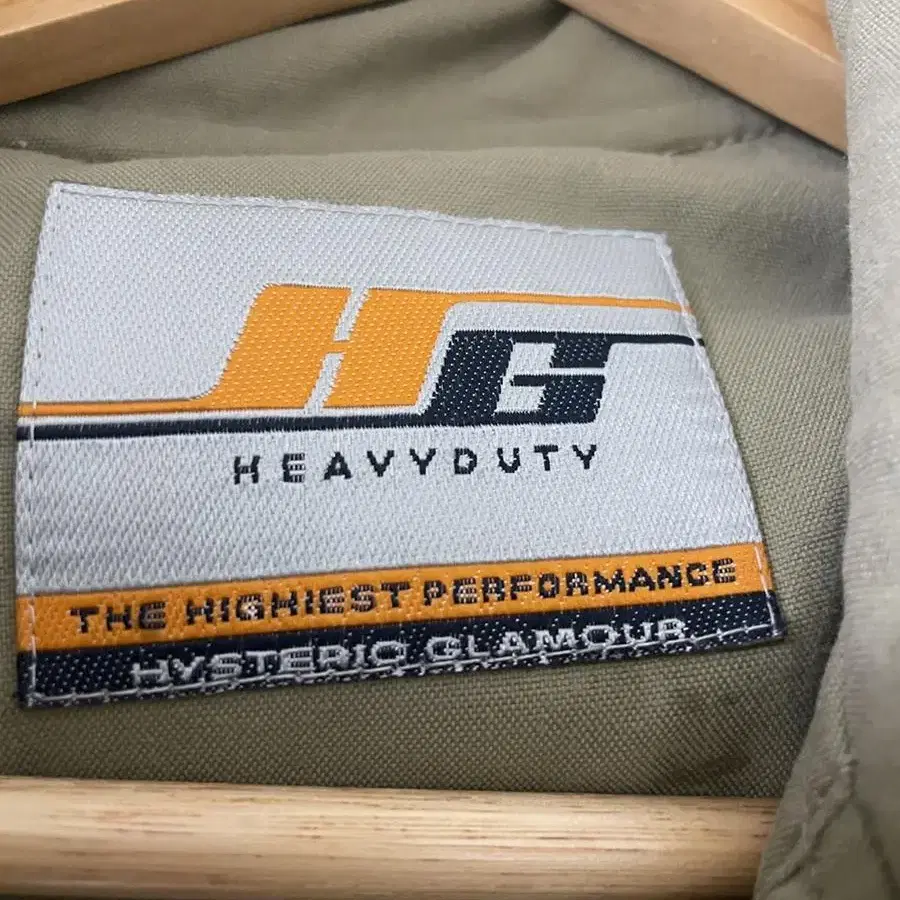 HG
HEAVYDUTY
THE HIGHIEST PERFORMANCE
HYSTERIC GLAMOUR